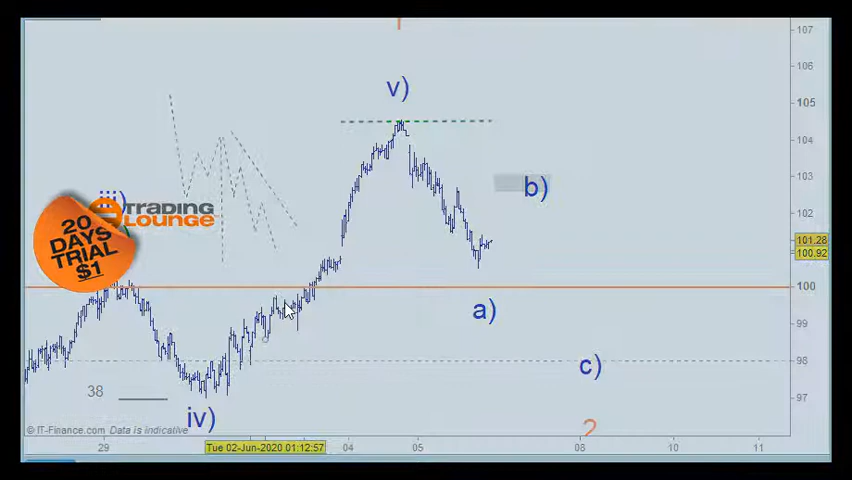 107
106
105
104
103
102
101.28
100.92
100
99
98
97
v)
iii)
TRADING
LOUNGE
20
DAYS
TRIAL
$1
b)
a)
c)
38
iv)
2
© IT-Finance.com Data is indicative
29
Tue 02-Jun-2020 01:12:57
04
05
08
10
11